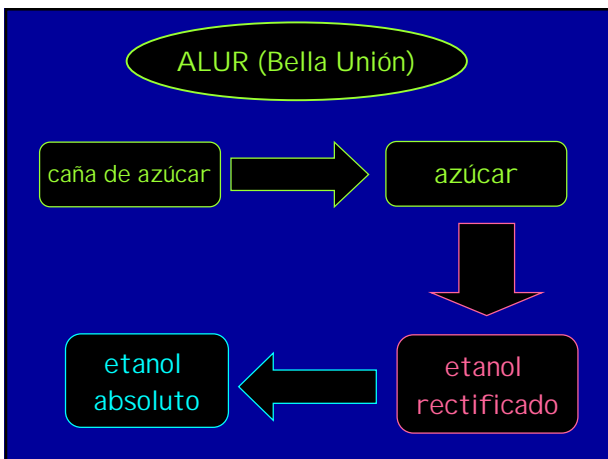 ALUR (Bella Unión)
caña de azúcar
azúcar
etanol
rectificado
etanol
absoluto